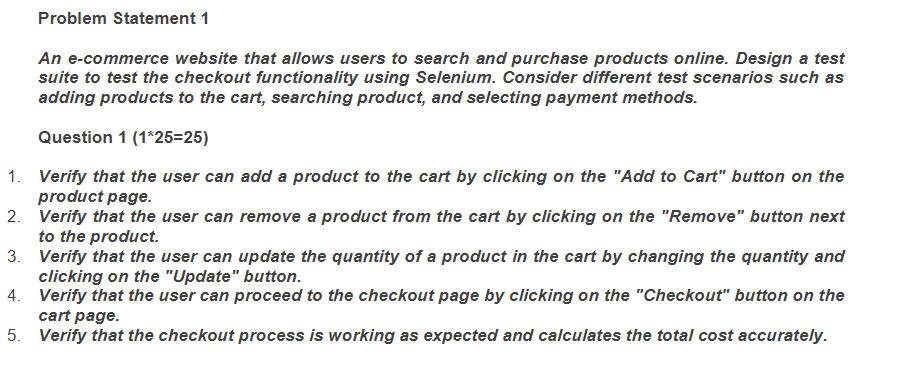 Problem Statement 1
An e-commerce website that allows users to search and purchase products online. Design a test
suite to test the checkout functionality using Selenium. Consider different test scenarios such as
adding products to the cart, searching product, and selecting payment methods.
Question 1 (1*25=25)
1. Verify that the user can add a product to the cart by clicking on the "Add to Cart" button on the
product page.
2. Verify that the user can remove a product from the cart by clicking on the "Remove" button next
to the product.
3. Verify that the user can update the quantity of a product in the cart by changing the quantity and
clicking on the "Update" button.
4. Verify that the user can proceed to the checkout page by clicking on the "Checkout" button on the
cart page.
5. Verify that the checkout process is working as expected and calculates the total cost accurately.